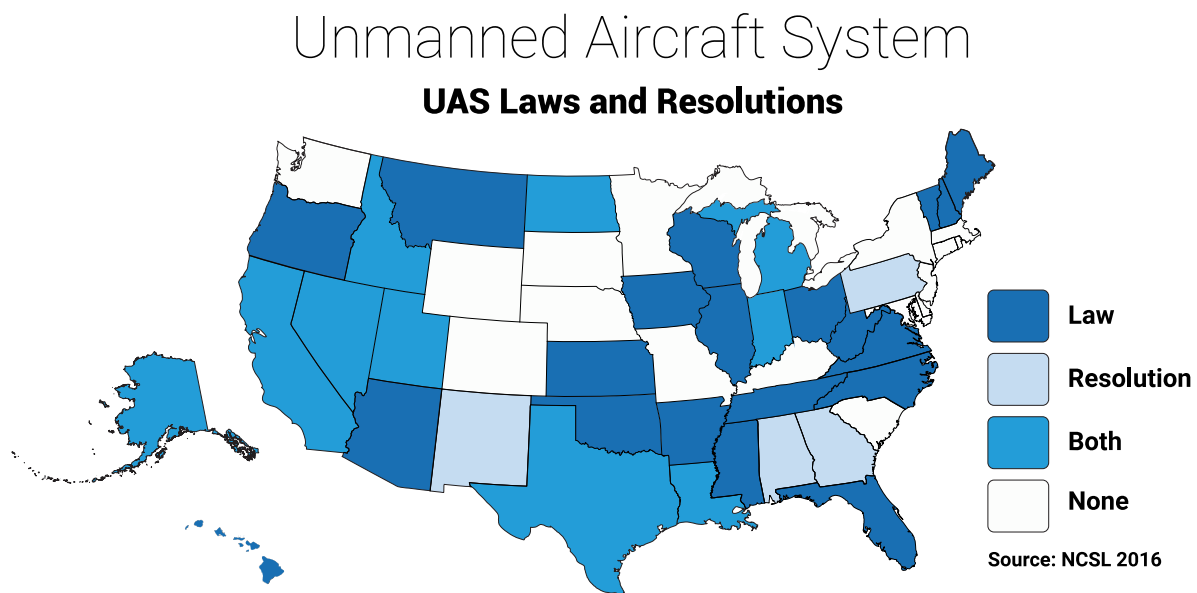 Unmanned Aircraft System
UAS Laws and Resolutions
Law
Resolution
Both
None
Source: NCSL 2016